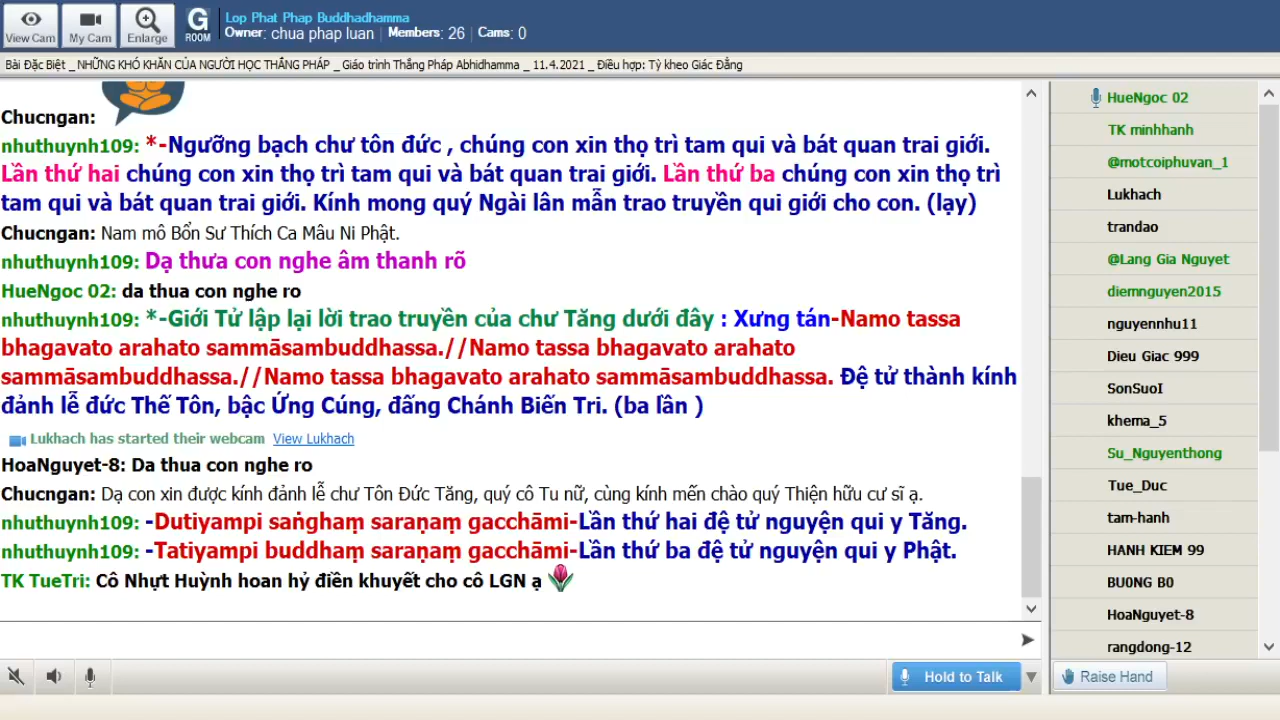 View Cam
My Cam
Enlarge
G
ROOM
Lop Phat Phap Buddhadhamma
Owner: chua phap luan | Members: 26 | Cams: 0
Bài Đặc Biệt _ NHỮNG KHÓ KHĂN CỦA NGƯỜI HỌC THẮNG PHÁP _ Giáo trình Thắng Pháp Abhidhamma _ 11.4.2021 _ Điều hợp: Tỳ kheo Giác Đẳng
Chucngan:
nhuthuynh109: *-Ngưỡng bạch chư tôn đức , chúng con xin thọ trì tam qui và bát quan trai giới.
Lần thứ hai chúng con xin thọ trì tam qui và bát quan trai giới. Lần thứ ba chúng con xin thọ trì
tam qui và bát quan trai giới. Kính mong quý Ngài lân mẫn trao truyền qui giới cho con. (lạy)
Chucngan: Nam mô Bổn Sư Thích Ca Mâu Ni Phật.
nhuthuynh109: Dạ thưa con nghe âm thanh rõ
HueNgoc 02: da thua con nghe ro
nhuthuynh109: *-Giới Tử lập lại lời trao truyền của chư Tăng dưới đây : Xưng tán-Namo tassa
bhagavato arahato sammāsambuddhassa.//Namo tassa bhagavato arahato
sammāsambuddhassa.//Namo tassa bhagavato arahato sammāsambuddhassa. Đệ tử thành kính
đảnh lễ đức Thế Tôn, bậc Ứng Cúng, đấng Chánh Biến Tri. (ba lần )
Lukhach has started their webcam View Lukhach
HoaNguyet-8: Da thua con nghe ro
Chucngan: Dạ con xin được kính đảnh lễ chư Tôn Đức Tăng, quý cô Tu nữ, cùng kính mến chào quý Thiện hữu cư sĩ ạ.
nhuthuynh109: -Dutiyampi saṅghaṃ saraṇaṃ gacchāmi-Lần thứ hai đệ tử nguyện qui y Tăng.
nhuthuynh109: -Tatiyampi buddhaṃ saraṇaṃ gacchāmi-Lần thứ ba đệ tử nguyện qui y Phật.
TK TueTri: Cô Nhựt Huỳnh hoan hỷ điền khuyết cho cô LGN ạ
HueNgoc 02
TK minhhanh
@motcoiphuvan_1
Lukhach
trandao
@Lang Gia Nguyet
diemnguyen2015
nguyennhu11
Dieu Giac 999
SonSuoI
khema_5
Su_Nguyenthong
Tue_Duc
tam-hanh
HANH KIEM 99
BU0NG B0
HoaNguyet-8
rangdong-12
Hold to Talk
Raise Hand